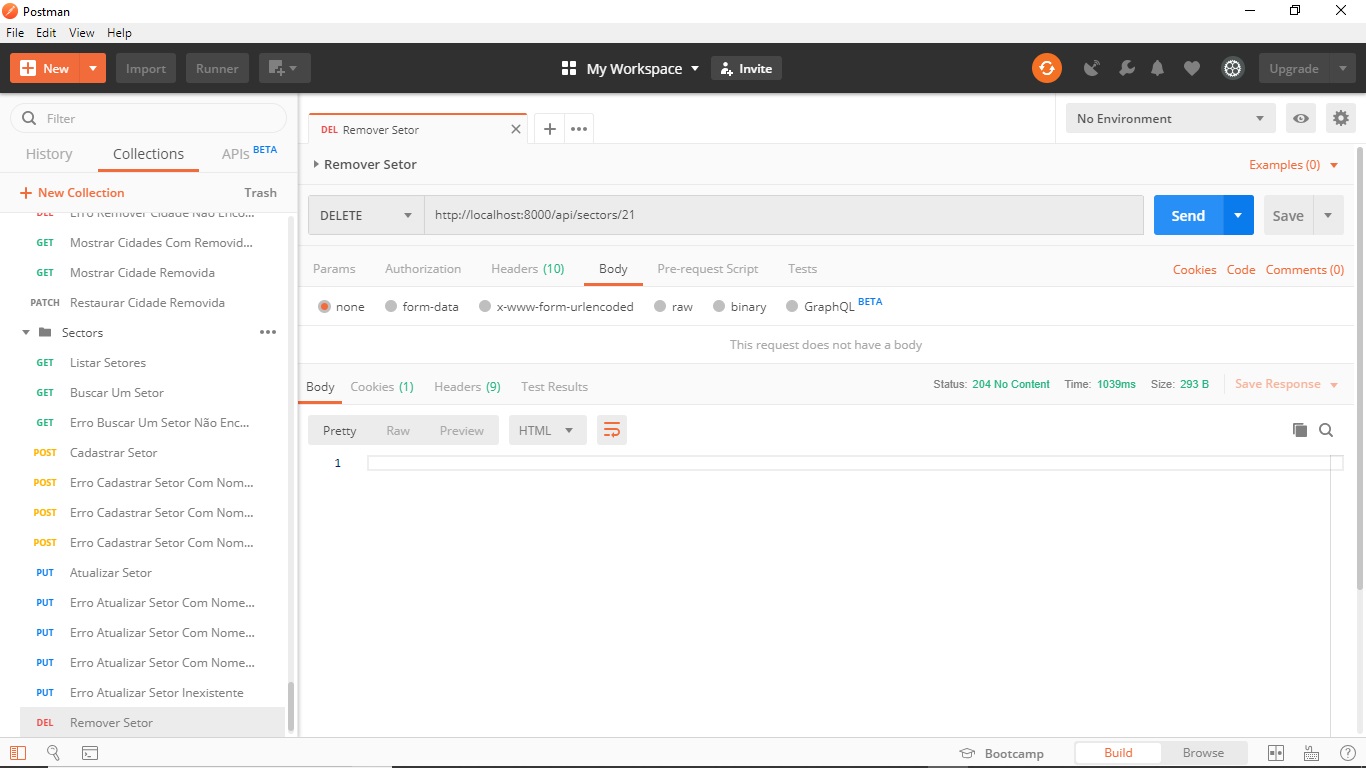 Postman
File Edit View Help
New Import Runner My Workspace Invite Upgrade
Filter
History Collections APIs BETA
New Collection Trash
DEL Erro Remover Cidade Não Enco...
GET Mostrar Cidades Com Removid...
GET Mostrar Cidade Removida
PATCH Restaurar Cidade Removida
Sectors
GET Listar Setores
GET Buscar Um Setor
GET Erro Buscar Um Setor Não Enc...
POST Cadastrar Setor
POST Erro Cadastrar Setor Com Nom...
POST Erro Cadastrar Setor Com Nom...
POST Erro Cadastrar Setor Com Nom...
PUT Atualizar Setor
PUT Erro Atualizar Setor Com Nome...
PUT Erro Atualizar Setor Com Nome...
PUT Erro Atualizar Setor Com Nome...
PUT Erro Atualizar Setor Inexistente
DEL Remover Setor
DEL Remover Setor
No Environment
Remover Setor Examples (0)
DELETE http://localhost:8000/api/sectors/21 Send Save
Params Authorization Headers (10) Body Pre-request Script Tests Cookies Code Comments (0)
none form-data x-www-form-urlencoded raw binary GraphQL BETA
This request does not have a body
Body Cookies (1) Headers (9) Test Results Status: 204 No Content Time: 1039ms Size: 293 B Save Response
Pretty Raw Preview HTML
1
Bootcamp Build Browse